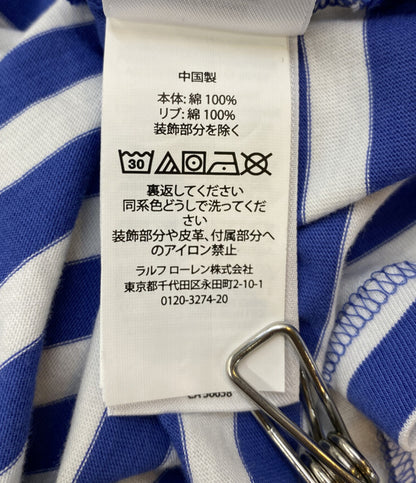 中国製
本体: 綿 100%
リブ: 綿 100%
装飾部分を除く
30
裏返してください
同系色どうしで洗ってくだ
さい
装飾部分や皮革、付属部分へ
のアイロン禁止
ラルフ ローレン株式会社
東京都千代田区永田町2-10-1
0120-3274-20